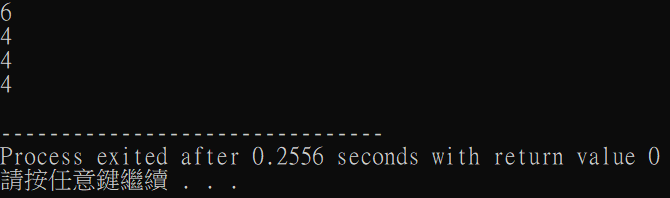 6
4
4
4
--------------------------------
Process exited after 0.2556 seconds with return value 0
請按任意鍵繼續 . . .